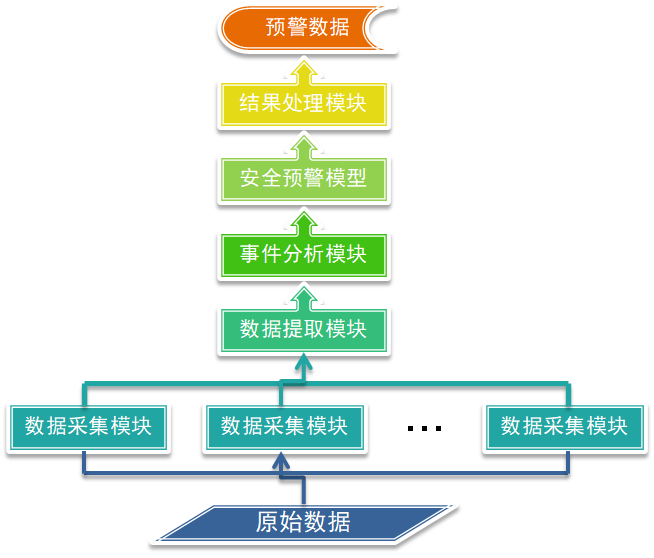 预警数据
结果处理模块
安全预警模型
事件分析模块
数据提取模块
数据采集模块 数据采集模块 ... 数据采集模块
原始数据